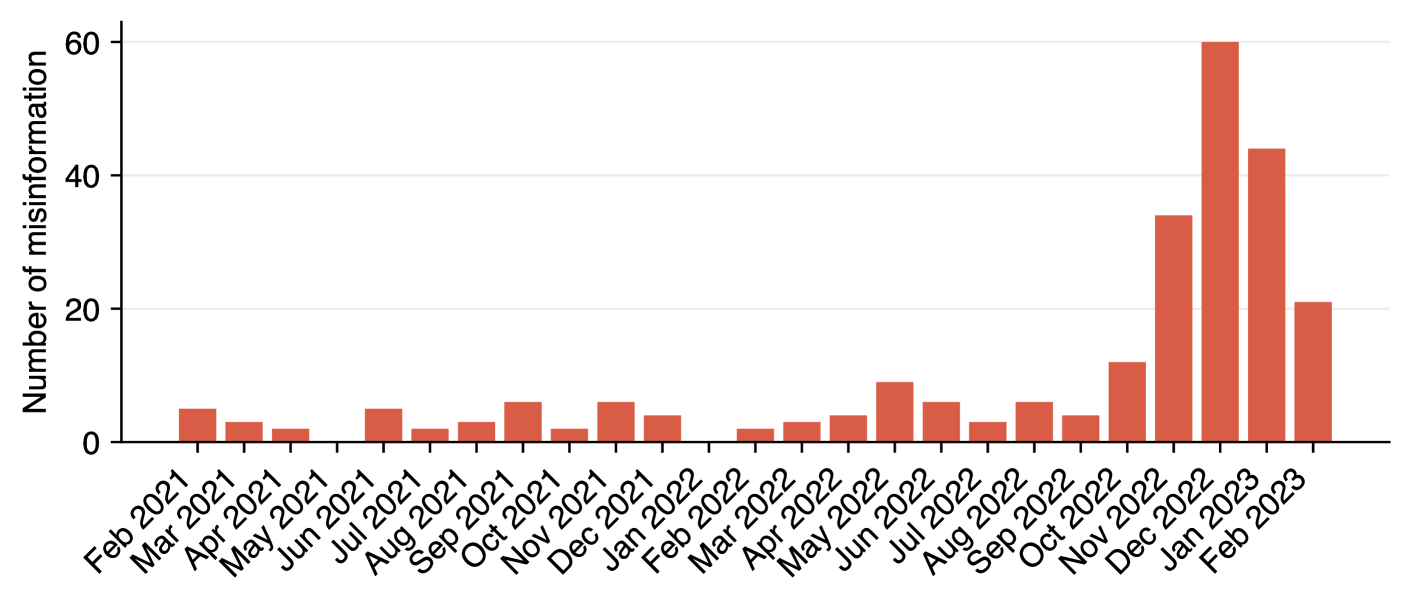 Number of misinformation
60
40
20
0
Feb 2021
Mar 2021
Apr 2021
May 2021
Jun 2021
Jul 2021
Aug 2021
Sep 2021
Oct 2021
Nov 2021
Dec 2021
Jan 2022
Feb 2022
Mar 2022
Apr 2022
May 2022
Jun 2022
Jul 2022
Aug 2022
Sep 2022
Oct 2022
Nov 2022
Dec 2022
Jan 2023
Feb 2023